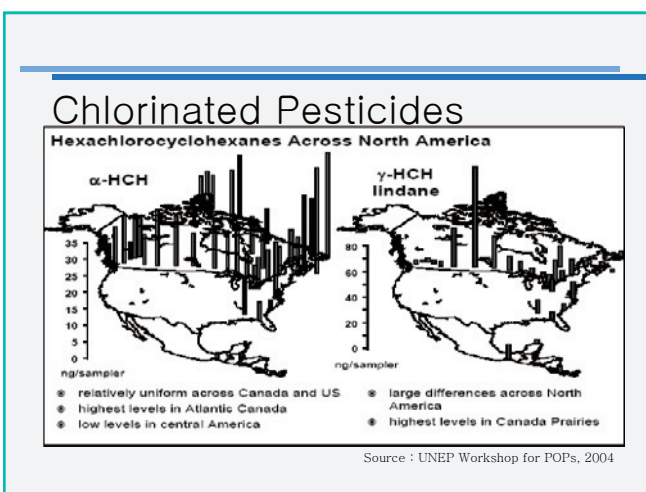 Chlorinated Pesticides
Hexachlorocyclohexanes Across North America
α-HCH
35
30
25
20
15
10
5
0
ng/sampler
γ-HCH
lindane
80
60
40
20
0
ng/sampler
◉ relatively uniform across Canada and US
◉ highest levels in Atlantic Canada
◉ low levels in central America
◉ large differences across North
America
◉ highest levels in Canada Prairies
Source : UNEP Workshop for POPs, 2004